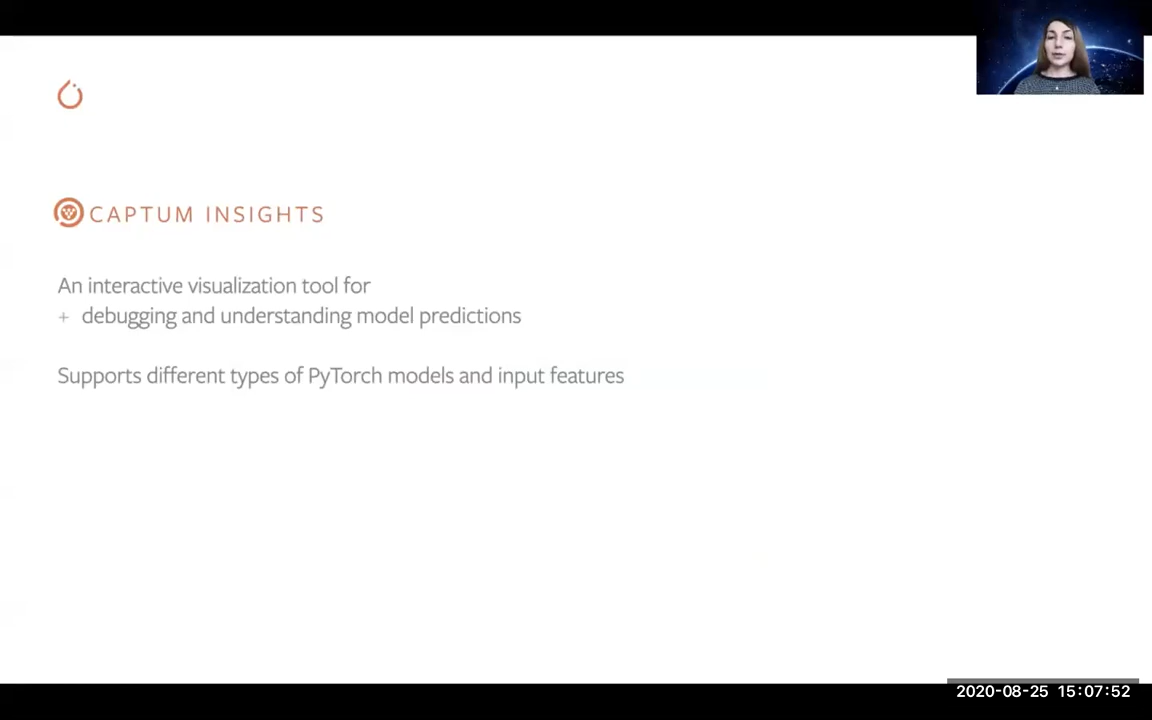 CAPTUM INSIGHTS
An interactive visualization tool for
+ debugging and understanding model predictions
Supports different types of PyTorch models and input features
2020-08-25 15:07:52